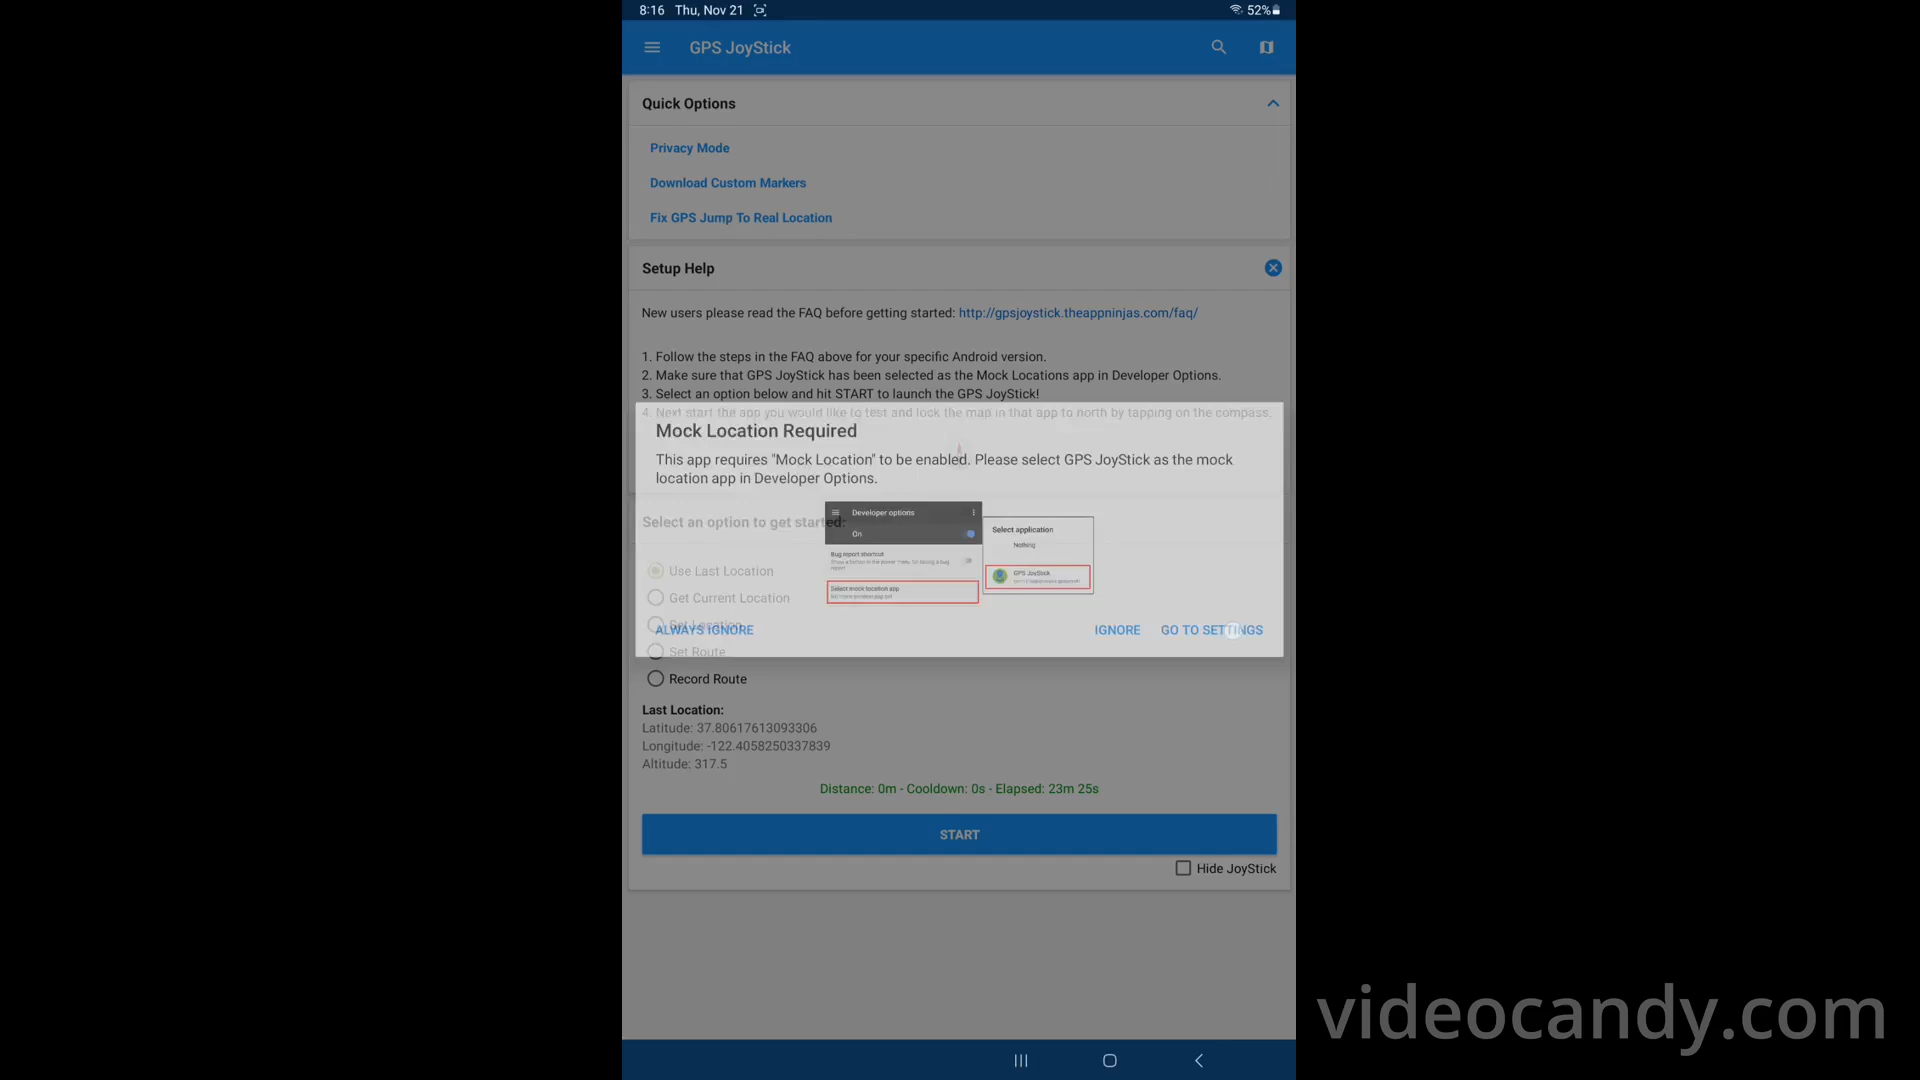 8:16 Thu, Nov 21 52%
GPS JoyStick
Quick Options
Privacy Mode
Download Custom Markers
Fix GPS Jump To Real Location
Setup Help
New users please read the FAQ before getting started: http://gpsjoystick.theappninjas.com/faq/
1. Follow the steps in the FAQ above for your specific Android version.
2. Make sure that GPS JoyStick has been selected as the Mock Locations app in Developer Options.
3. Select an option below and hit START to launch the GPS JoyStick!
4. Next start the app you would like to test and lock the map in that app to north by tapping on the compass.
Mock Location Required
This app requires "Mock Location" to be enabled. Please select GPS JoyStick as the mock
location app in Developer Options.
Select an option to get started:
Developer options
On
Bug report shortcut
Select mock location app
Select application
Nothing
GPS JoyStick
Use Last Location
Get Current Location
Set Location
ALWAYS IGNORE
IGNORE
GO TO SETTINGS
Set Route
Record Route
Last Location:
Latitude: 37.80617613093306
Longitude: -122.4058250337839
Altitude: 317.5
Distance: 0m - Cooldown: 0s - Elapsed: 23m 25s
START
Hide JoyStick
videocandy.com